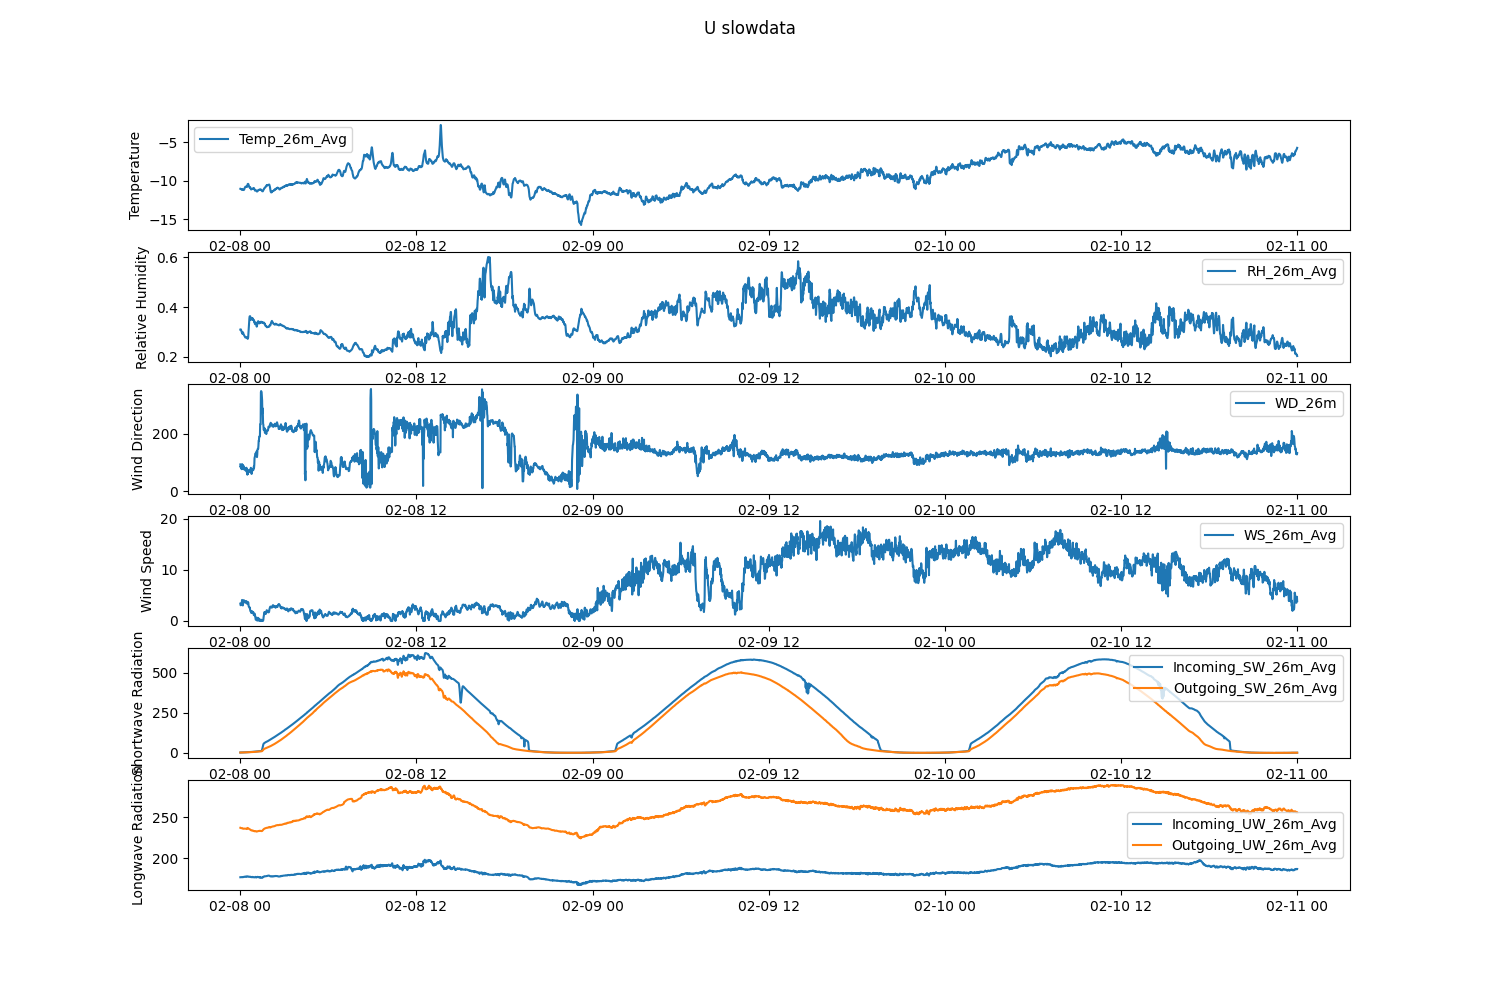 U slowdata
Temperature
−5
−10
−15
Temp_26m_Avg
02-08 00 02-08 12 02-09 00 02-09 12 02-10 00 02-10 12 02-11 00
Relative Humidity
0.6
0.4
0.2
RH_26m_Avg
02-08 00 02-08 12 02-09 00 02-09 12 02-10 00 02-10 12 02-11 00
Wind Direction
200
0
WD_26m
02-08 00 02-08 12 02-09 00 02-09 12 02-10 00 02-10 12 02-11 00
Wind Speed
20
10
0
WS_26m_Avg
02-08 00 02-08 12 02-09 00 02-09 12 02-10 00 02-10 12 02-11 00
Shortwave Radiation
500
250
0
Incoming_SW_26m_Avg
Outgoing_SW_26m_Avg
02-08 00 02-08 12 02-09 00 02-09 12 02-10 00 02-10 12 02-11 00
Longwave Radiation
250
200
Incoming_UW_26m_Avg
Outgoing_UW_26m_Avg
02-08 00 02-08 12 02-09 00 02-09 12 02-10 00 02-10 12 02-11 00